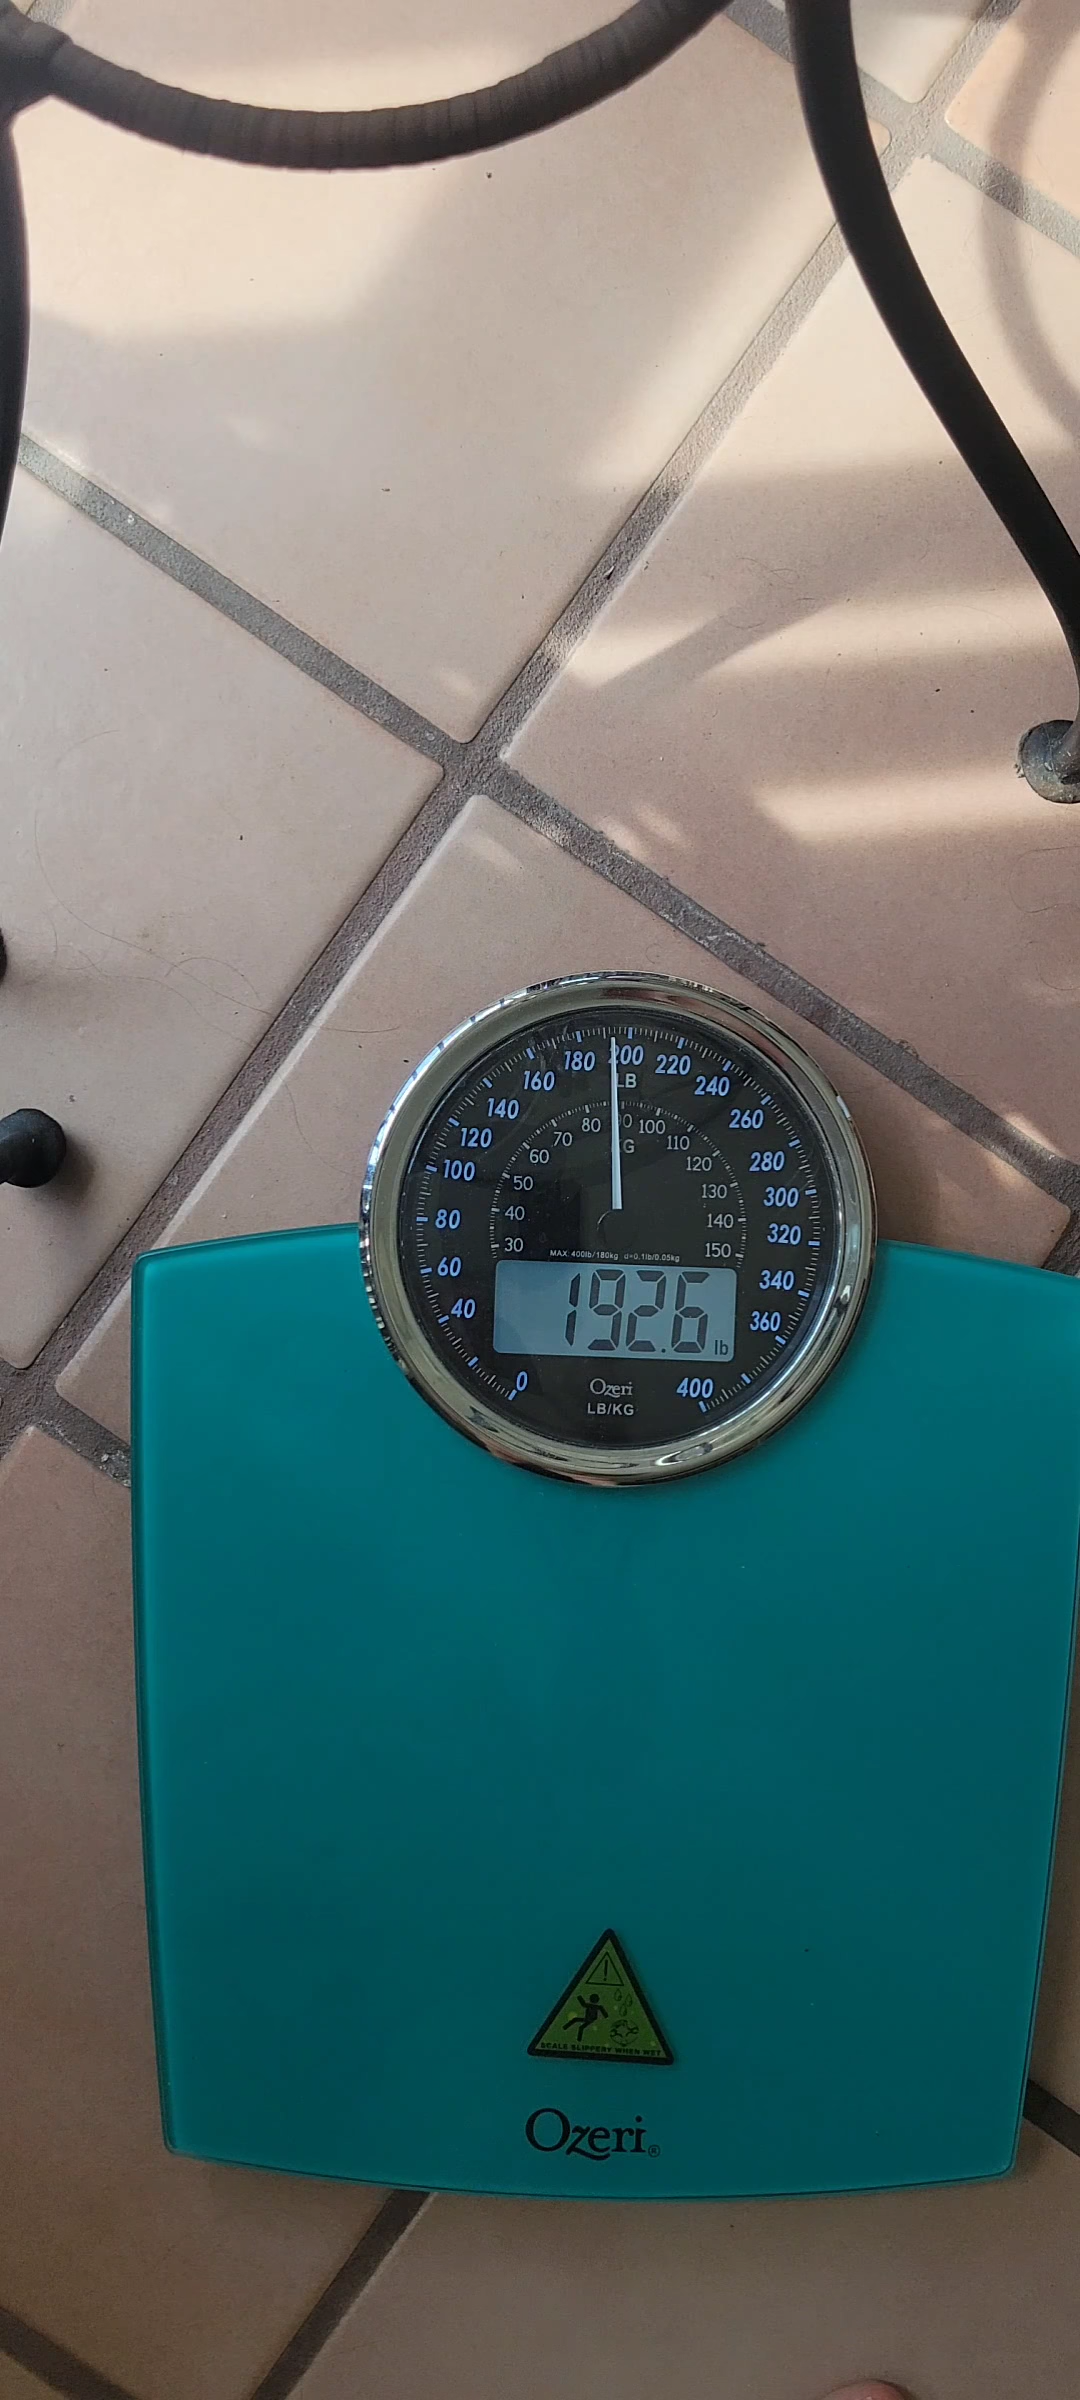 0 40 60 80 100 120 140 160 180 200 220 240 260 280 300 320 340 360 400
LB
30 40 50 60 70 80 90 100 110 120 130 140 150
KG
MAX: 400lb/180kg d=0.1lb/0.05kg
192.6 lb
Ozeri
LB/KG
SCALE SLIPPERY WHEN WET
Ozeri®